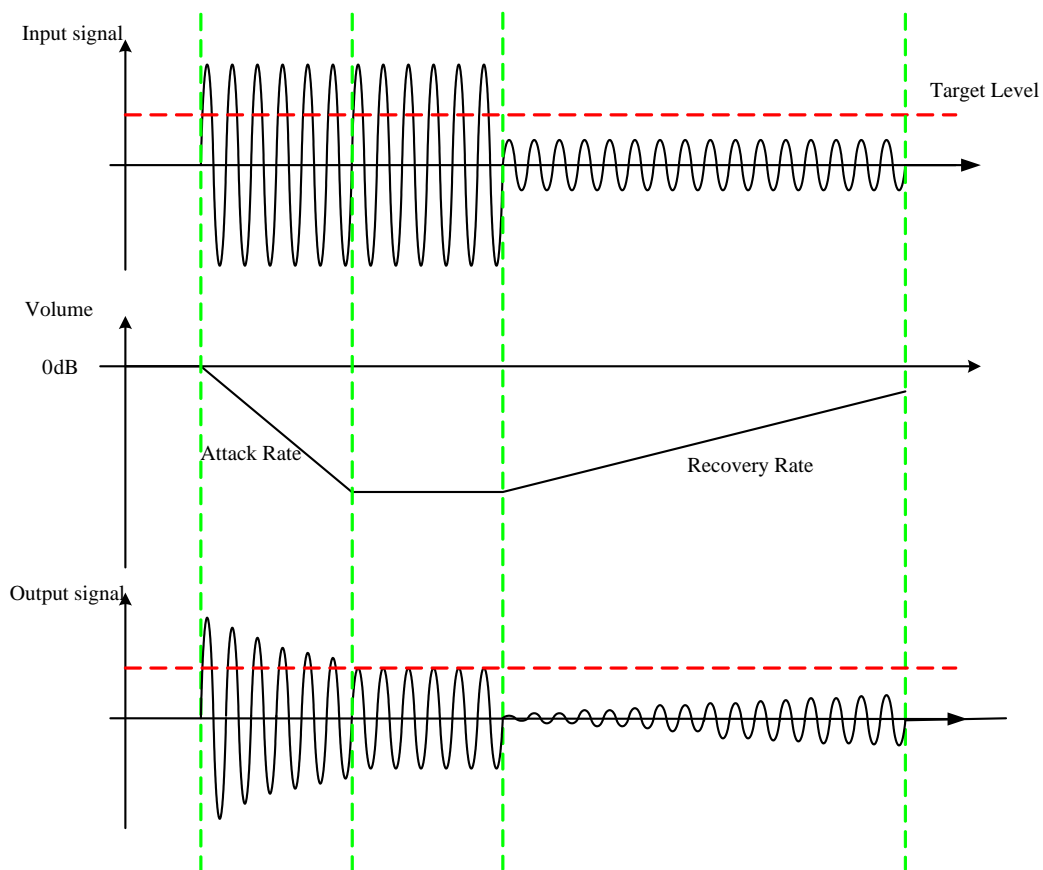 Input signal
Target Level
Volume
0dB
Attack Rate
Recovery Rate
Output signal